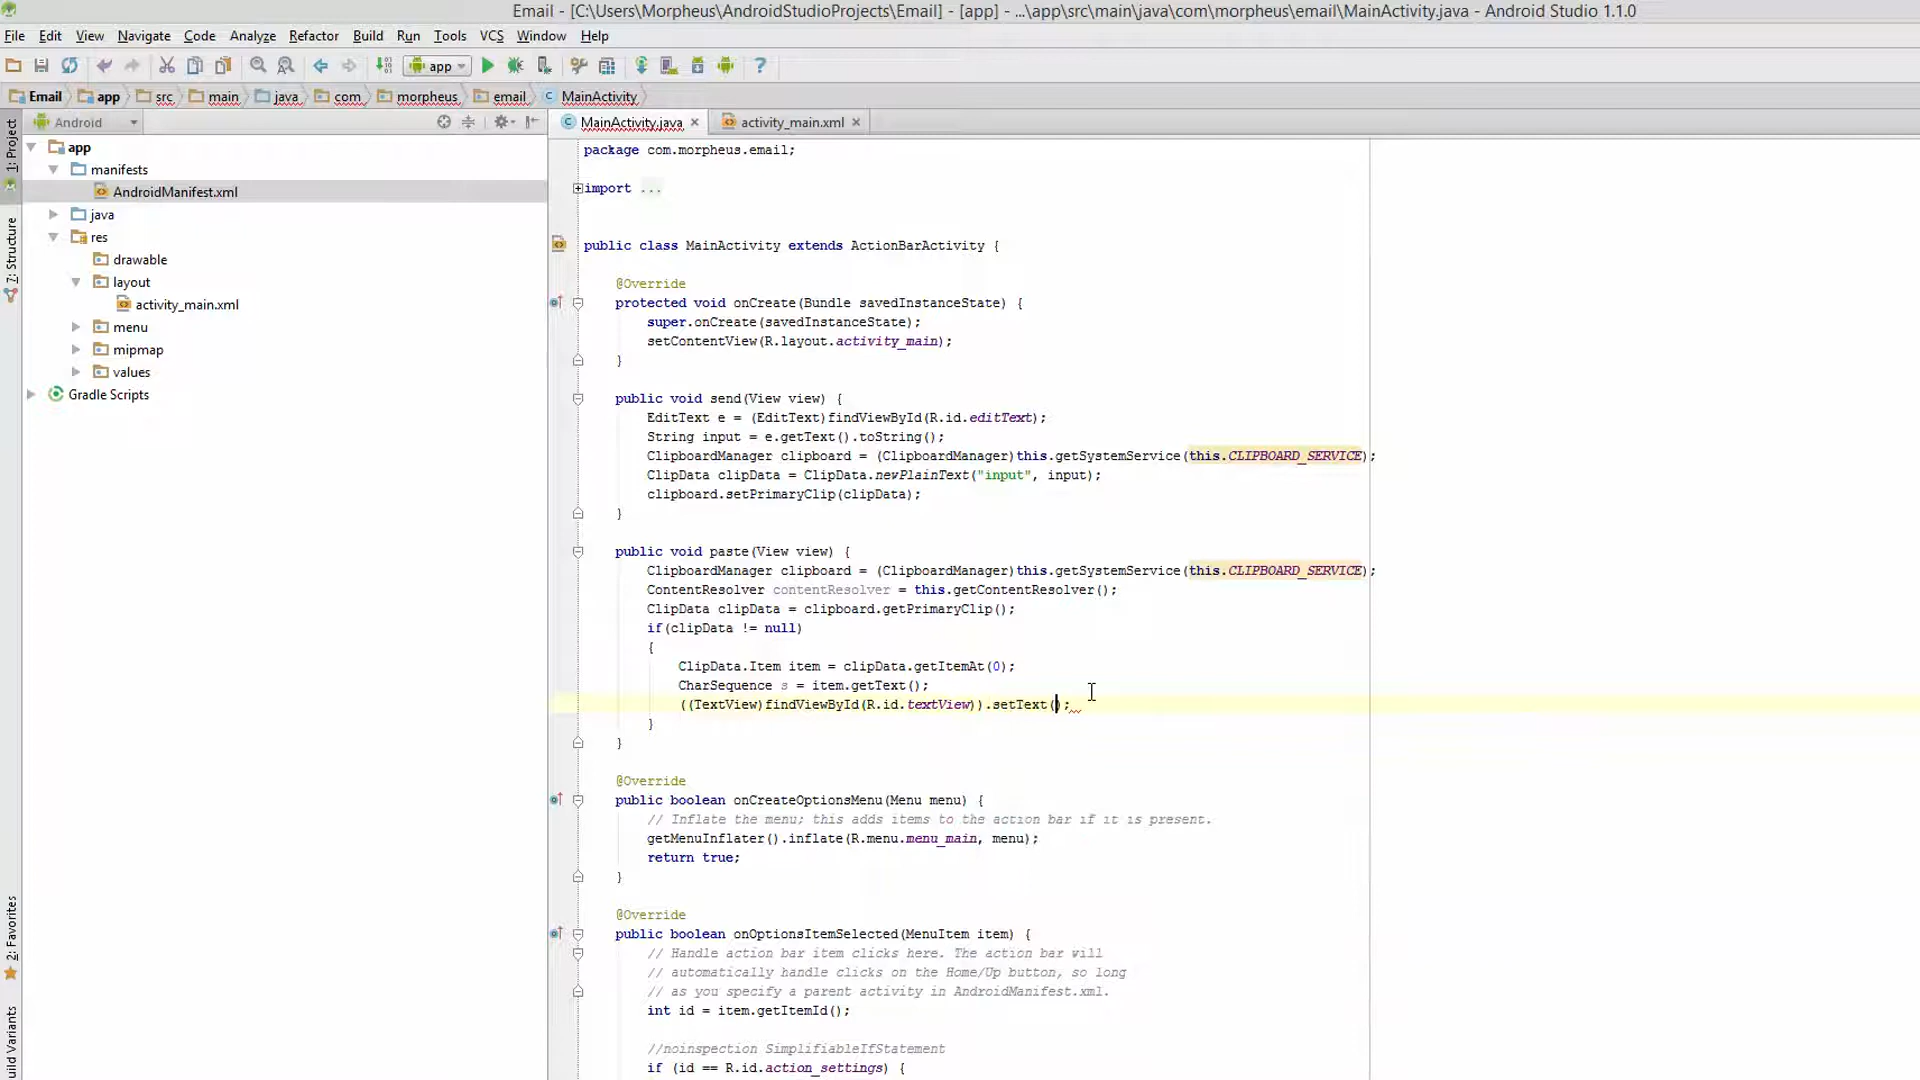 Email - [C:\Users\Morpheus\AndroidStudioProjects\Email] - [app] - ...\app\src\main\java\com\morpheus\email\MainActivity.java - Android Studio 1.1.0
File Edit View Navigate Code Analyze Refactor Build Run Tools VCS Window Help
app
Email app src main java com morpheus email MainActivity
Android
MainActivity.java activity_main.xml
1: Project
7: Structure
2: Favorites
uild Variants
app
manifests
AndroidManifest.xml
java
res
drawable
layout
activity_main.xml
menu
mipmap
values
Gradle Scripts
package com.morpheus.email;
import ...
public class MainActivity extends ActionBarActivity {
@Override
protected void onCreate(Bundle savedInstanceState) {
super.onCreate(savedInstanceState);
setContentView(R.layout.activity_main);
}
public void send(View view) {
EditText e = (EditText)findViewById(R.id.editText);
String input = e.getText().toString();
ClipboardManager clipboard = (ClipboardManager)this.getSystemService(this.CLIPBOARD_SERVICE);
ClipData clipData = ClipData.newPlainText("input", input);
clipboard.setPrimaryClip(clipData);
}
public void paste(View view) {
ClipboardManager clipboard = (ClipboardManager)this.getSystemService(this.CLIPBOARD_SERVICE);
ContentResolver contentResolver = this.getContentResolver();
ClipData clipData = clipboard.getPrimaryClip();
if(clipData != null)
{
ClipData.Item item = clipData.getItemAt(0);
CharSequence s = item.getText();
((TextView)findViewById(R.id.textView)).setText();
}
}
@Override
public boolean onCreateOptionsMenu(Menu menu) {
// Inflate the menu; this adds items to the action bar if it is present.
getMenuInflater().inflate(R.menu.menu_main, menu);
return true;
}
@Override
public boolean onOptionsItemSelected(MenuItem item) {
// Handle action bar item clicks here. The action bar will
// automatically handle clicks on the Home/Up button, so long
// as you specify a parent activity in AndroidManifest.xml.
int id = item.getItemId();
//noinspection SimplifiableIfStatement
if (id == R.id.action_settings) {